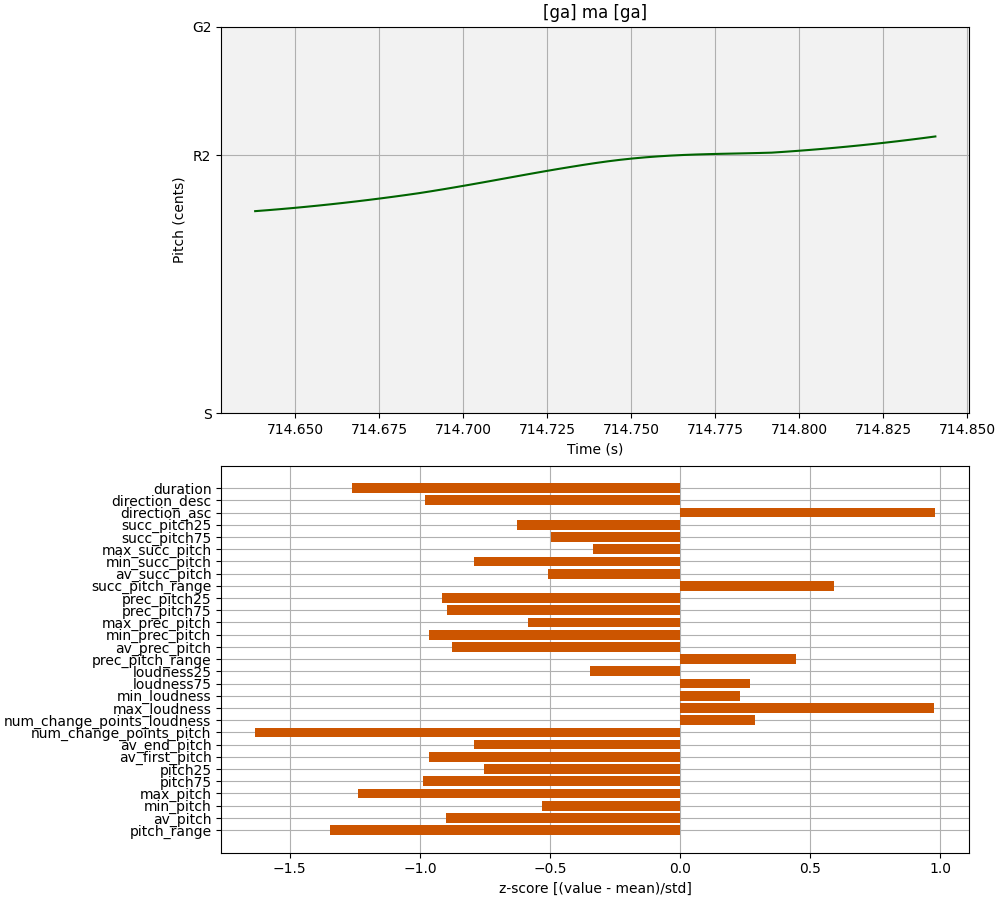 [ga] ma [ga]
G2
R2
S
Pitch (cents)
714.650 714.675 714.700 714.725 714.750 714.775 714.800 714.825 714.850
Time (s)
duration
direction_desc
direction_asc
succ_pitch25
succ_pitch75
max_succ_pitch
min_succ_pitch
av_succ_pitch
succ_pitch_range
prec_pitch25
prec_pitch75
max_prec_pitch
min_prec_pitch
av_prec_pitch
prec_pitch_range
loudness25
loudness75
min_loudness
max_loudness
num_change_points_loudness
num_change_points_pitch
av_end_pitch
av_first_pitch
pitch25
pitch75
max_pitch
min_pitch
av_pitch
pitch_range
−1.5 −1.0 −0.5 0.0 0.5 1.0
z-score [(value - mean)/std]